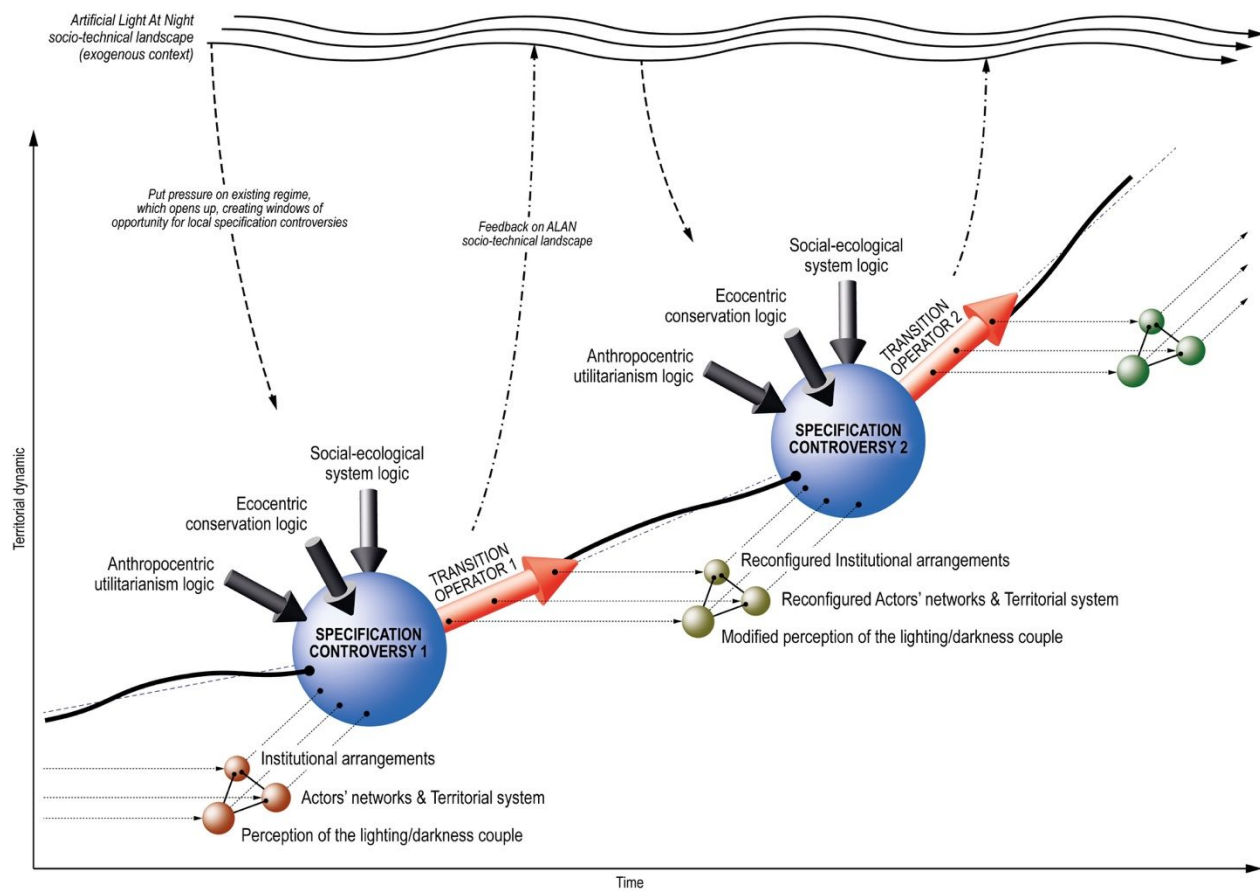 Artificial Light At Night
socio-technical landscape
(exogenous context)
Put pressure on existing regime,
which opens up, creating windows of
opportunity for local specification controversies
Feedback on ALAN
socio-technical landscape
Social-ecological
system logic
Ecocentric
conservation logic
Anthropocentric
utilitarianism logic
TRANSITION
OPERATOR 2
SPECIFICATION
CONTROVERSY 2
Social-ecological
system logic
Ecocentric
conservation logic
Anthropocentric
utilitarianism logic
TRANSITION
OPERATOR 1
SPECIFICATION
CONTROVERSY 1
Reconfigured Institutional arrangements
Reconfigured Actors' networks & Territorial system
Modified perception of the lighting/darkness couple
Institutional arrangements
Actors' networks & Territorial system
Perception of the lighting/darkness couple
Territorial dynamic
Time